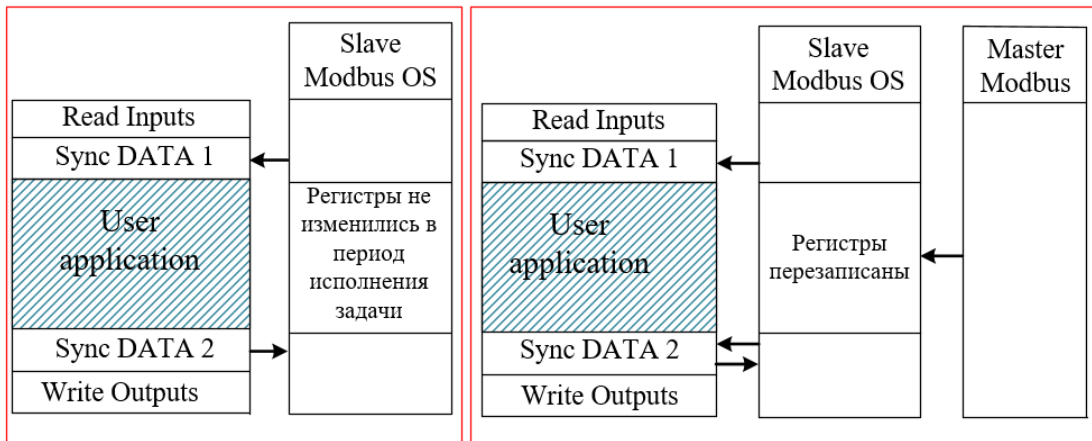 Slave
Modbus OS
Read Inputs
Sync DATA 1
User
application
Регистры не
изменились в
период
исполнения
задачи
Sync DATA 2
Write Outputs
Slave
Modbus OS
Master
Modbus
Read Inputs
Sync DATA 1
User
application
Регистры
перезаписаны
Sync DATA 2
Write Outputs